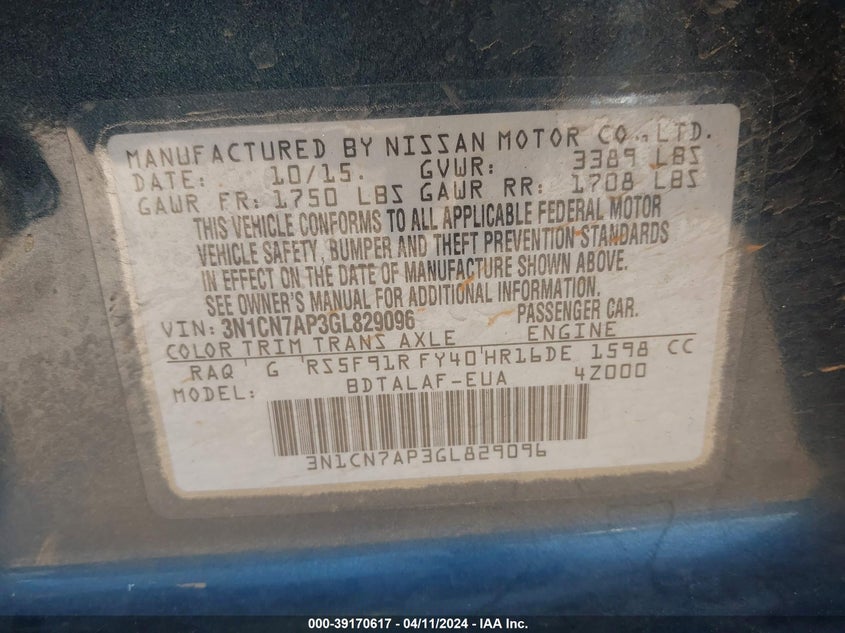 MANUFACTURED BY NISSAN MOTOR CO., LTD.
DATE: 10/15. GVWR: 3389 LBS
GAWR FR: 1750 LBS GAWR RR: 1708 LBS
THIS VEHICLE CONFORMS TO ALL APPLICABLE FEDERAL MOTOR
VEHICLE SAFETY, BUMPER AND THEFT PREVENTION STANDARDS
IN EFFECT ON THE DATE OF MANUFACTURE SHOWN ABOVE.
SEE OWNER'S MANUAL FOR ADDITIONAL INFORMATION.
VIN: 3N1CN7AP3GL829096 PASSENGER CAR.
COLOR TRIM TRANS AXLE ENGINE
RAQ G RS5F91R FY40 HR16DE 1598 CC
MODEL: BDTALAF-EUA 4Z000
3N1CN7AP3GL829096
000-39170617 - 04/11/2024 - IAA Inc.